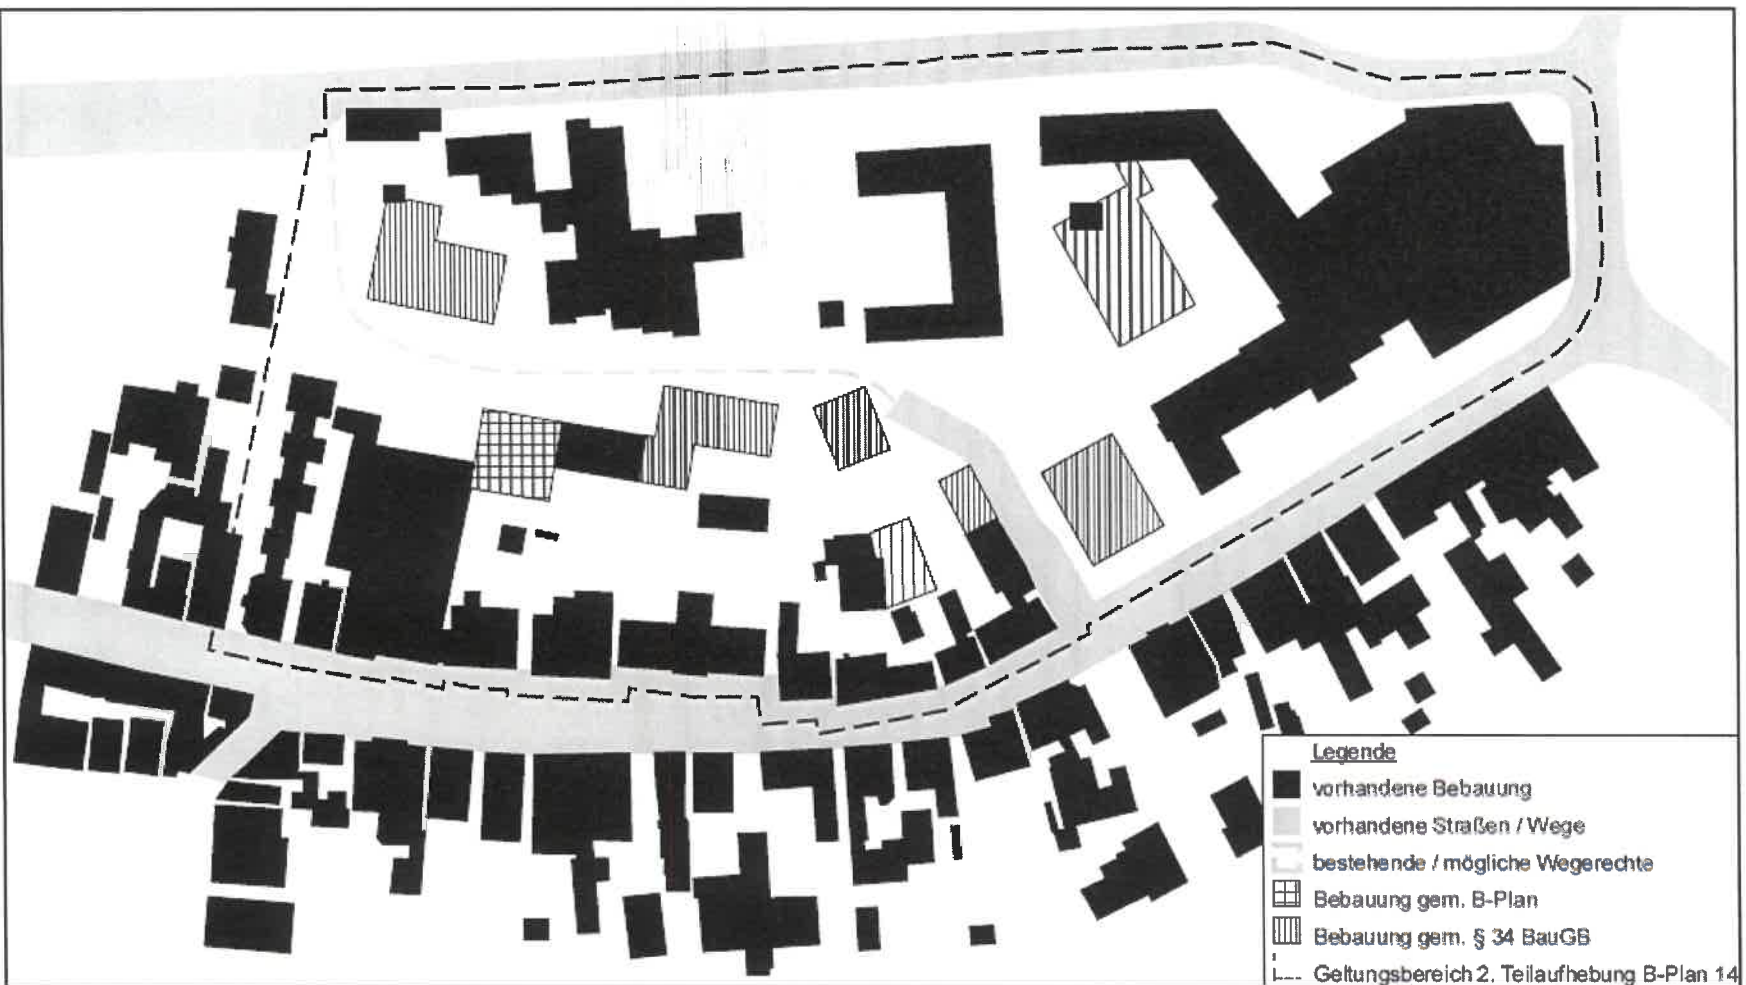 Legende
vorhandene Bebauung
vorhandene Straßen / Wege
bestehende / mögliche Wegerechte
Bebauung gem. B-Plan
Bebauung gem. § 34 BauGB
Geltungsbereich 2. Teilaufhebung B-Plan 14